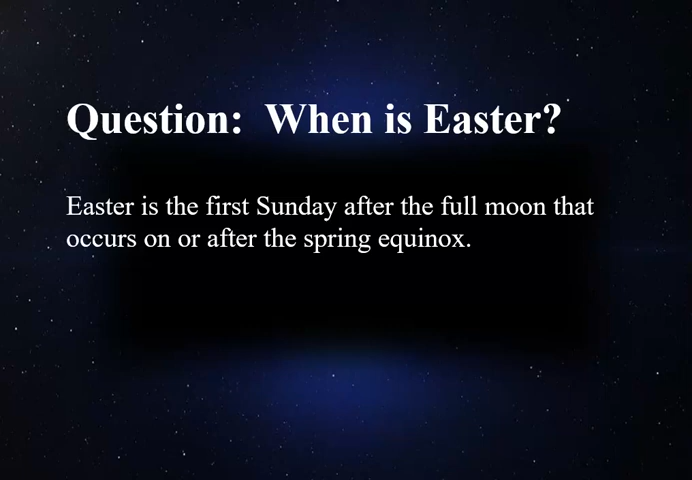 Question:  When is Easter?
Easter is the first Sunday after the full moon that
occurs on or after the spring equinox.